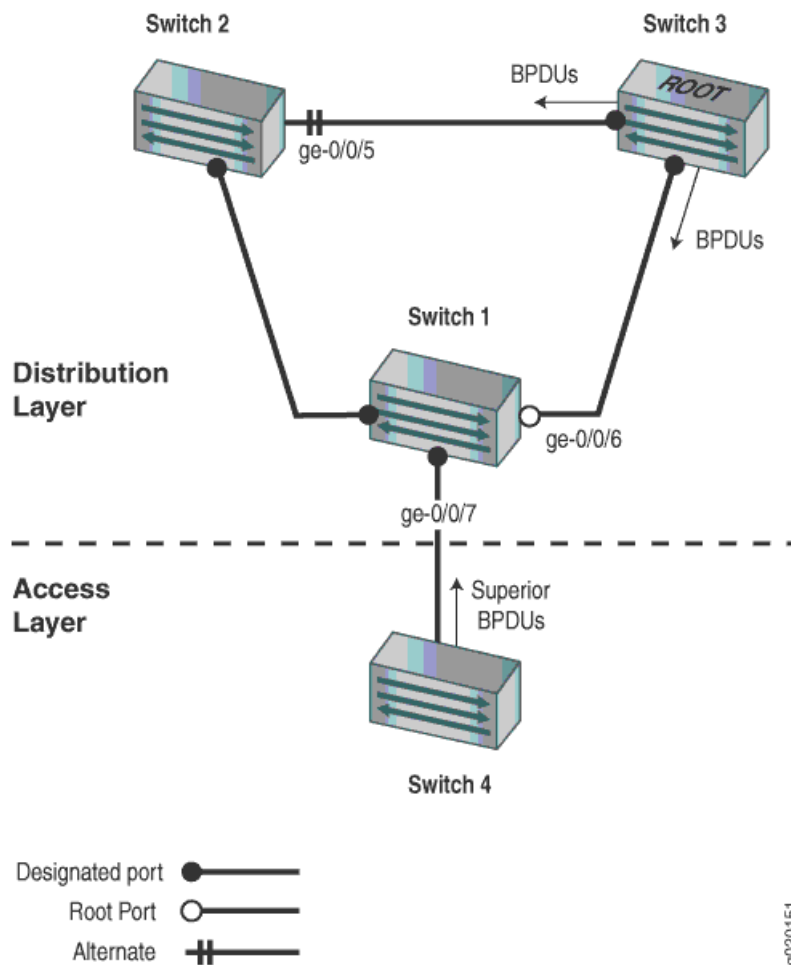 Switch 2
Switch 3
BPDUs
ROOT
ge-0/0/5
BPDUs
Switch 1
Distribution
Layer
ge-0/0/6
ge-0/0/7
Access
Layer
Superior
BPDUs
Switch 4
Designated port
Root Port
Alternate
g020151